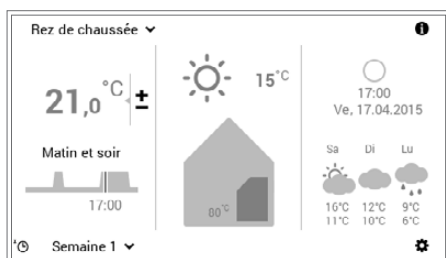 Rez de chaussée
21,0 °C ±
Matin et soir
17:00
Semaine 1
15°C
80°C
17:00
Ve, 17.04.2015
Sa Di Lu
16°C 12°C 9°C
11°C 10°C 6°C